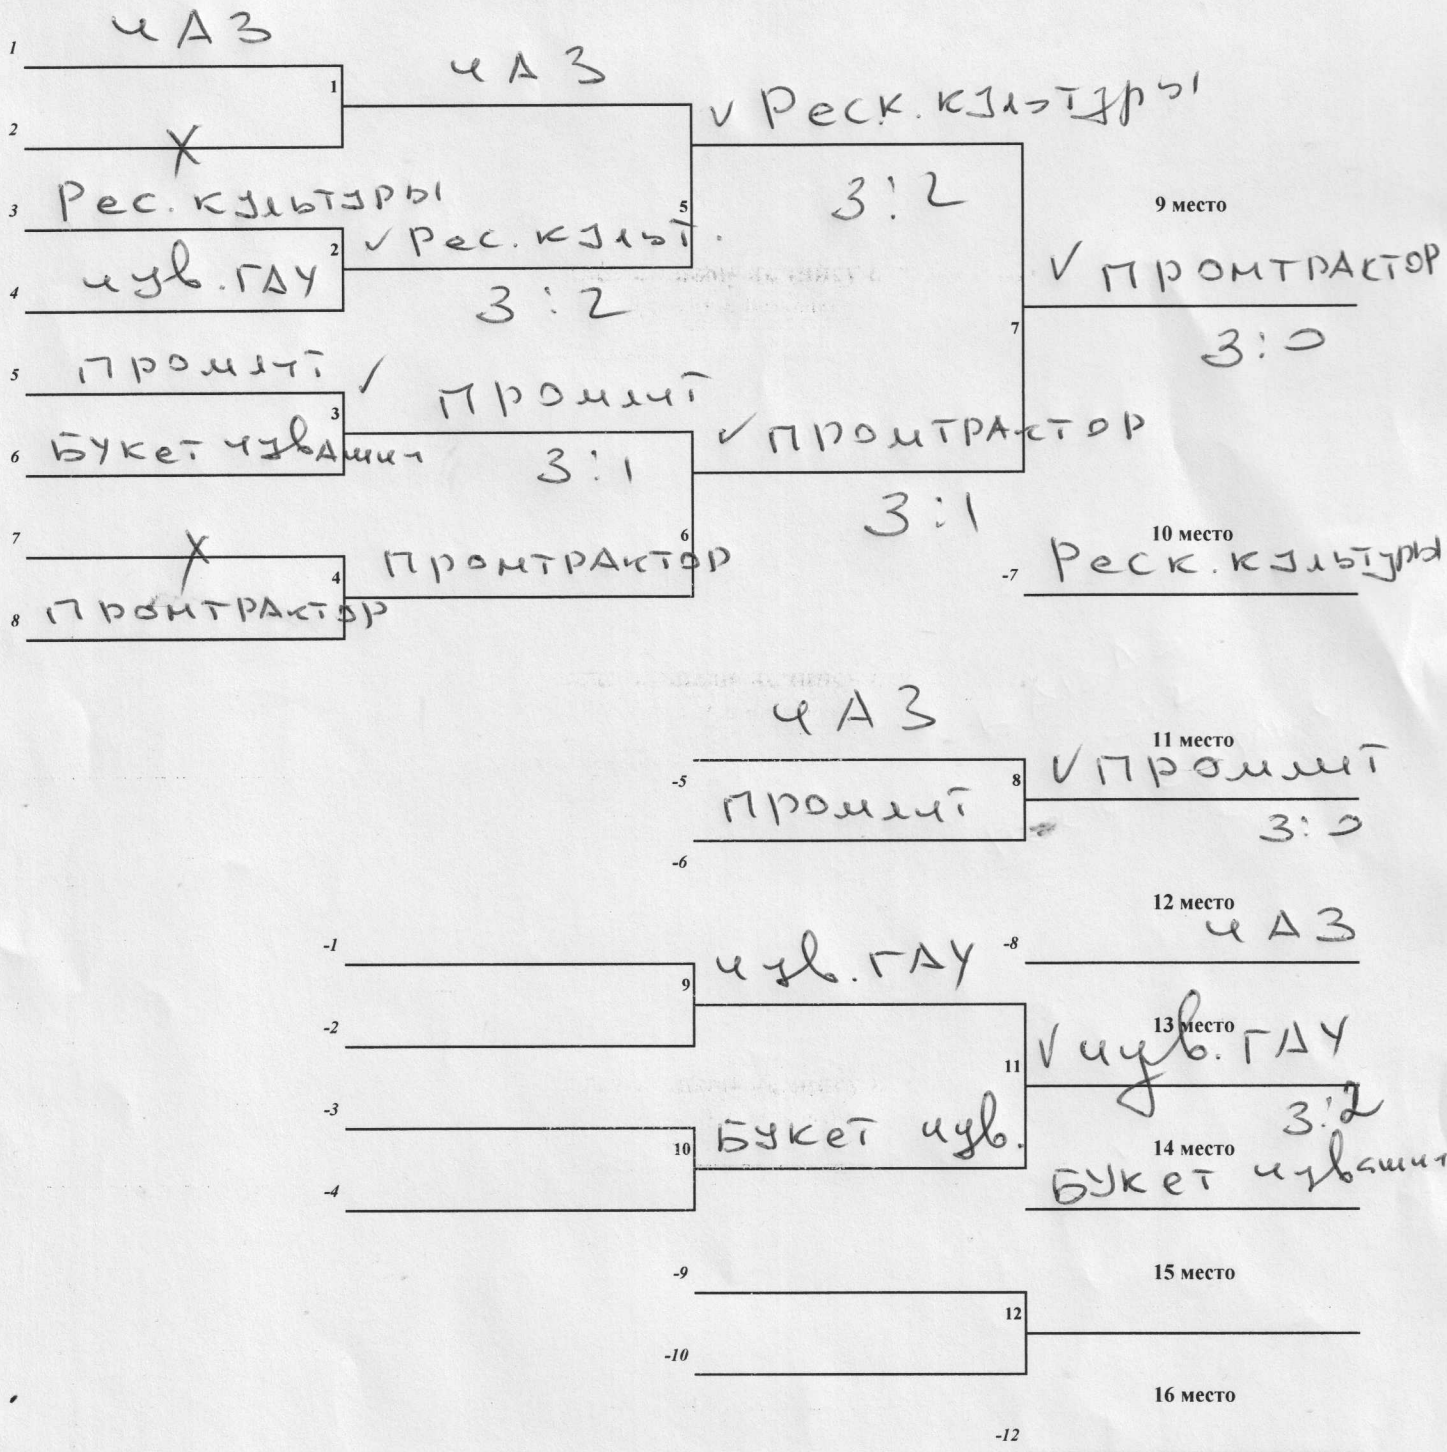 1 ЧАЗ
1
ЧАЗ
2 X
3 Рес. культуры
2
✓ Рес. культ.
3:2
4 чув. ГАУ
5
✓ Реск. культуры
3:2
5 Промлит
3
✓ Промлит
3:1
6 Букет Чувашии
7 X
4
ПРОМТРАКТОР
8 ПРОМТРАКТОР
6
✓ ПРОМТРАКТОР
3:1
7
9 место
✓ ПРОМТРАКТОР
3:0
10 место
-7 Реск. культуры
-5 ЧАЗ
8
-6 Промлит
11 место
✓ Промлит
3:0
12 место
-8 ЧАЗ
-1
9
чув. ГАУ
-2
-3
10
Букет чув.
-4
11
13 место
✓ чув. ГАУ
3:2
14 место
Букет Чувашии
-9
12
-10
15 место
16 место
-12